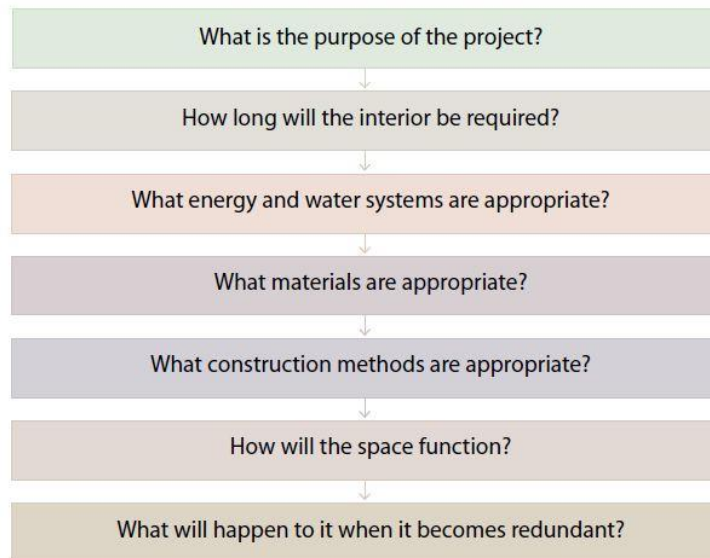 What is the purpose of the project?
How long will the interior be required?
What energy and water systems are appropriate?
What materials are appropriate?
What construction methods are appropriate?
How will the space function?
What will happen to it when it becomes redundant?